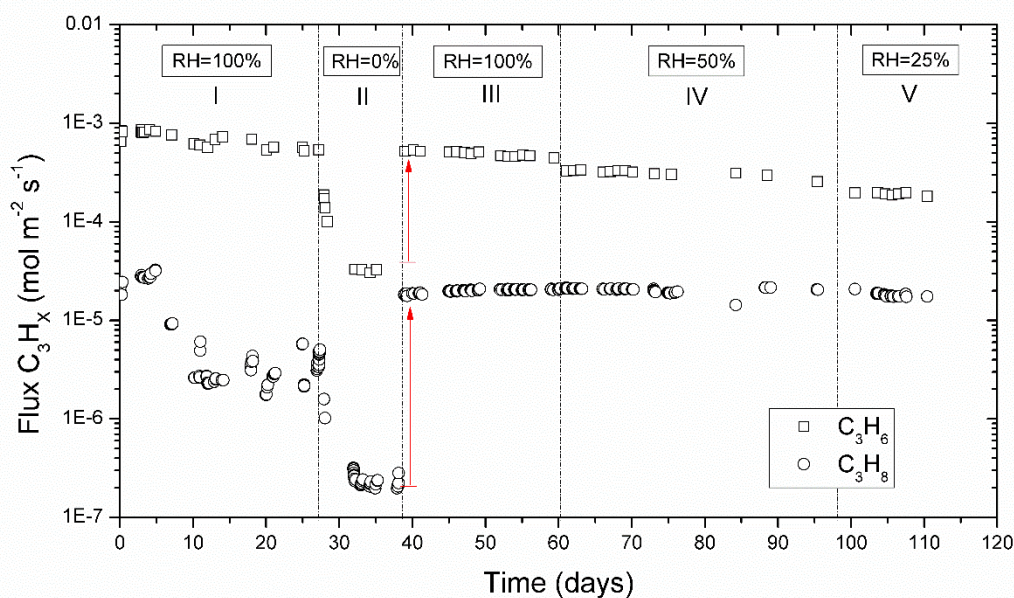 0.01
1E-3
1E-4
1E-5
1E-6
1E-7
Flux C₃Hₓ (mol m⁻² s⁻¹)
RH=100%
RH=0%
RH=100%
RH=50%
RH=25%
I
II
III
IV
V
C₃H₆
C₃H₈
0 10 20 30 40 50 60 70 80 90 100 110 120
Time (days)